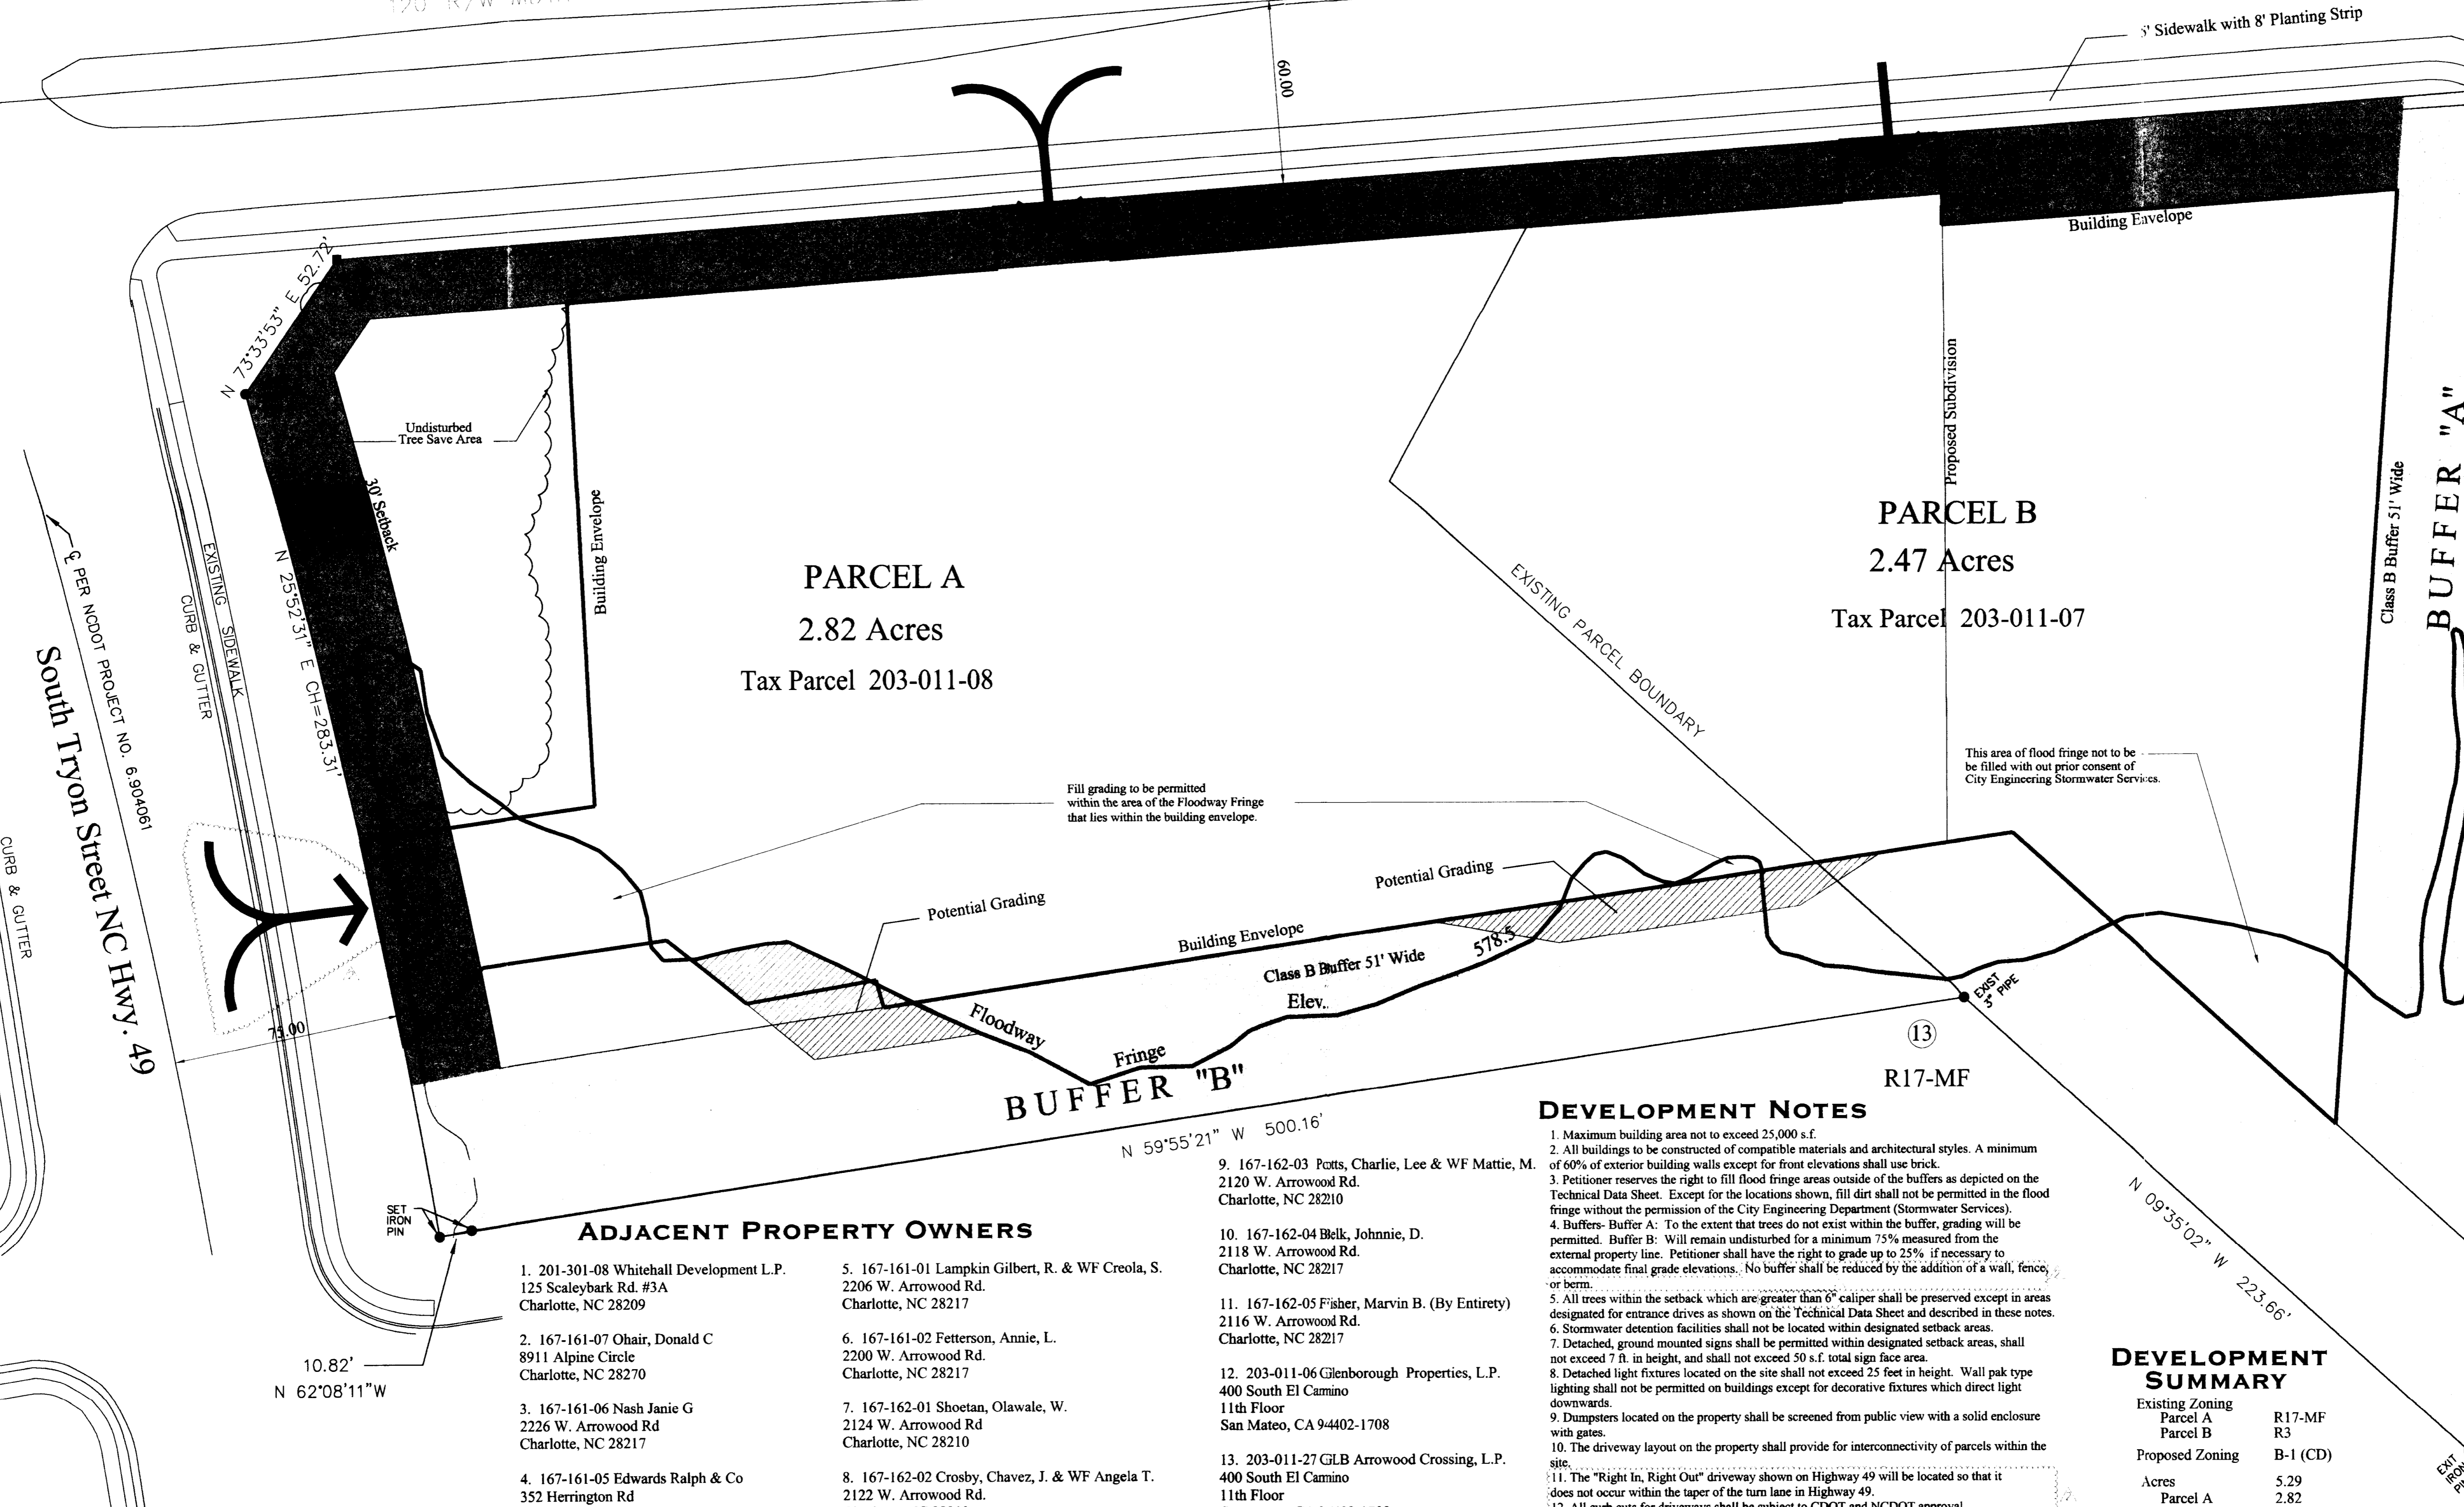 5' Sidewalk with 8' Planting Strip
60.00
Building Envelope
N 73°33'53" E 52.72'
Undisturbed
Tree Save Area
30' Setback
Building Envelope
PARCEL A
2.82 Acres
Tax Parcel 203-011-08
Proposed Subdivision
PARCEL B
2.47 Acres
Tax Parcel 203-011-07
Class B Buffer 51' Wide
BUFFER "A"
EXISTING PARCEL BOUNDARY
℄ PER NCDOT PROJECT NO. 6.904061
South Tryon Street NC Hwy. 49
EXISTING SIDEWALK
CURB & GUTTER
N 25°52'31" E CH=283.31'
CURB & GUTTER
Fill grading to be permitted
within the area of the Floodway Fringe
that lies within the building envelope.
This area of flood fringe not to be
be filled with out prior consent of
City Engineering Stormwater Services.
Potential Grading
Potential Grading
Building Envelope
Class B Buffer 51' Wide
578.5
Elev.
Floodway
Fringe
BUFFER "B"
75.00
EXIST
3" PIPE
13
R17-MF
N 59°55'21" W 500.16'
N 09°35'02" W 223.66'
SET
IRON
PIN
10.82'
N 62°08'11"W
ADJACENT PROPERTY OWNERS
1. 201-301-08 Whitehall Development L.P.
125 Scaleybark Rd. #3A
Charlotte, NC 28209
2. 167-161-07 Ohair, Donald C
8911 Alpine Circle
Charlotte, NC 28270
3. 167-161-06 Nash Janie G
2226 W. Arrowood Rd
Charlotte, NC 28217
4. 167-161-05 Edwards Ralph & Co
352 Herrington Rd
5. 167-161-01 Lampkin Gilbert, R. & WF Creola, S.
2206 W. Arrowood Rd.
Charlotte, NC 28217
6. 167-161-02 Fetterson, Annie, L.
2200 W. Arrowood Rd.
Charlotte, NC 28217
7. 167-162-01 Shoetan, Olawale, W.
2124 W. Arrowood Rd
Charlotte, NC 28210
8. 167-162-02 Crosby, Chavez, J. & WF Angela T.
2122 W. Arrowood Rd.
9. 167-162-03 Potts, Charlie, Lee & WF Mattie, M.
2120 W. Arrowood Rd.
Charlotte, NC 28210
10. 167-162-04 Belk, Johnnie, D.
2118 W. Arrowood Rd.
Charlotte, NC 28217
11. 167-162-05 Fisher, Marvin B. (By Entirety)
2116 W. Arrowood Rd.
Charlotte, NC 28217
12. 203-011-06 Glenborough Properties, L.P.
400 South El Camino
11th Floor
San Mateo, CA 94402-1708
13. 203-011-27 GLB Arrowood Crossing, L.P.
400 South El Camino
11th Floor
DEVELOPMENT NOTES
1. Maximum building area not to exceed 25,000 s.f.
2. All buildings to be constructed of compatible materials and architectural styles. A minimum
of 60% of exterior building walls except for front elevations shall use brick.
3. Petitioner reserves the right to fill flood fringe areas outside of the buffers as depicted on the
Technical Data Sheet. Except for the locations shown, fill dirt shall not be permitted in the flood
fringe without the permission of the City Engineering Department (Stormwater Services).
4. Buffers- Buffer A: To the extent that trees do not exist within the buffer, grading will be
permitted. Buffer B: Will remain undisturbed for a minimum 75% measured from the
external property line. Petitioner shall have the right to grade up to 25% if necessary to
accommodate final grade elevations. No buffer shall be reduced by the addition of a wall, fence,
or berm.
5. All trees within the setback which are greater than 6" caliper shall be preserved except in areas
designated for entrance drives as shown on the Technical Data Sheet and described in these notes.
6. Stormwater detention facilities shall not be located within designated setback areas.
7. Detached, ground mounted signs shall be permitted within designated setback areas, shall
not exceed 7 ft. in height, and shall not exceed 50 s.f. total sign face area.
8. Detached light fixtures located on the site shall not exceed 25 feet in height. Wall pak type
lighting shall not be permitted on buildings except for decorative fixtures which direct light
downwards.
9. Dumpsters located on the property shall be screened from public view with a solid enclosure
with gates.
10. The driveway layout on the property shall provide for interconnectivity of parcels within the
site.
11. The "Right In, Right Out" driveway shown on Highway 49 will be located so that it
does not occur within the taper of the turn lane in Highway 49.
12. All curb cuts for driveways shall be subject to CDOT and NCDOT approval
DEVELOPMENT
SUMMARY
Existing Zoning
Parcel A R17-MF
Parcel B R3
Proposed Zoning B-1 (CD)
Acres 5.29
Parcel A 2.82